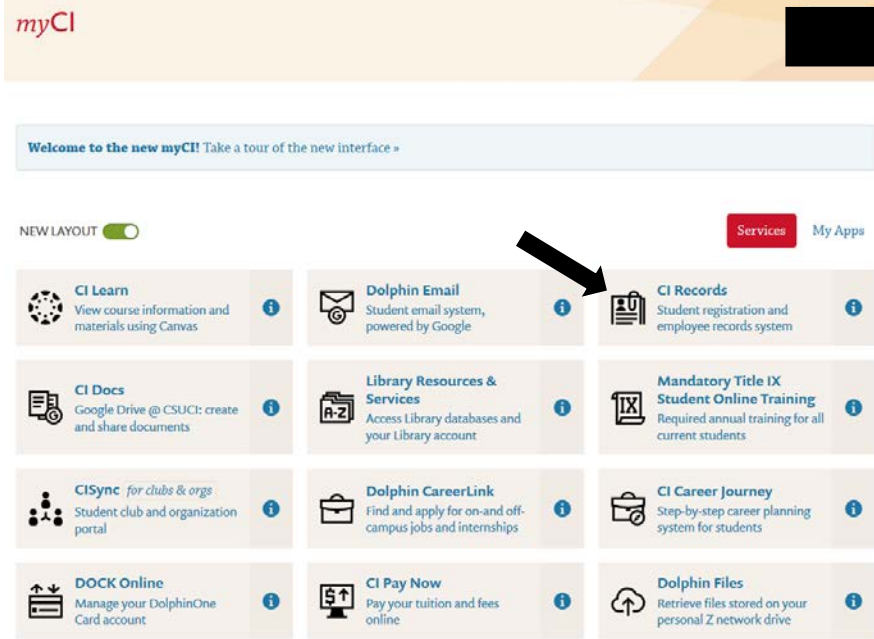 myCI
Welcome to the new myCI! Take a tour of the new interface »
NEW LAYOUT
Services
My Apps
CI Learn
View course information and
materials using Canvas
Dolphin Email
Student email system,
powered by Google
G
CI Records
Student registration and
employee records system
CI Docs
Google Drive @ CSUCI: create
and share documents
G
Library Resources &
Services
Access Library databases and
your Library account
A-Z
Mandatory Title IX
Student Online Training
Required annual training for all
current students
IX
CISync for clubs & orgs
Student club and organization
portal
Dolphin CareerLink
Find and apply for on-and off-
campus jobs and internships
CI Career Journey
Step-by-step career planning
system for students
DOCK Online
Manage your DolphinOne
Card account
CI Pay Now
Pay your tuition and fees
online
$
Dolphin Files
Retrieve files stored on your
personal Z network drive